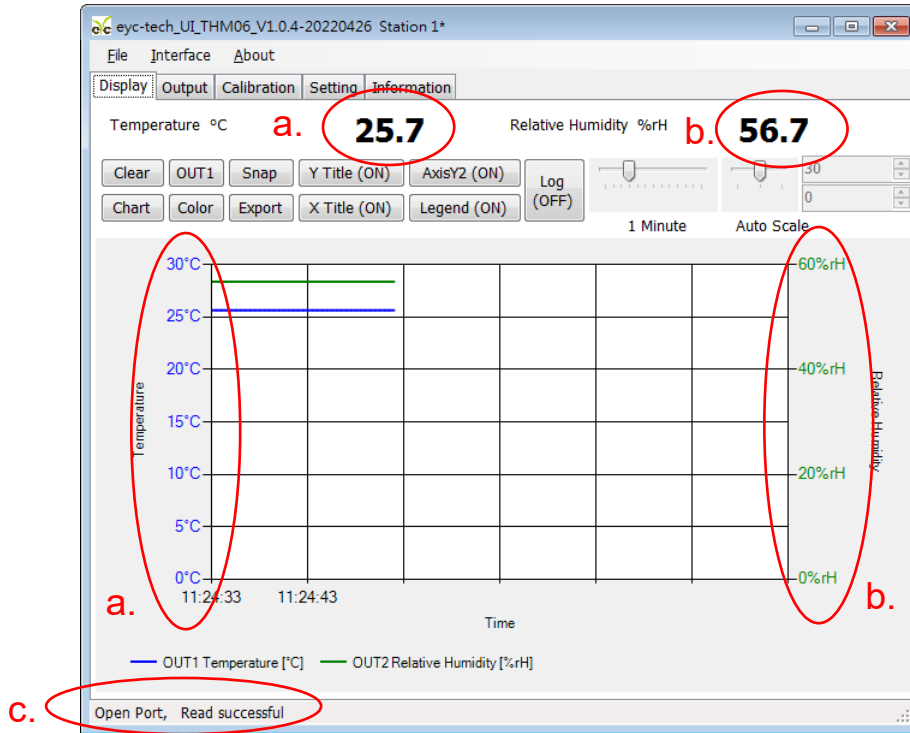 eyc-tech_UI_THM06_V1.0.4-20220426 Station 1*
File Interface About
Display Output Calibration Setting Information
Temperature °C a. 25.7 Relative Humidity %rH b. 56.7
Clear OUT1 Snap Y Title (ON) AxisY2 (ON) Log (OFF) 30
Chart Color Export X Title (ON) Legend (ON) 0
1 Minute Auto Scale
30°C 60%rH
25°C
20°C 40%rH
Temperature
Relative Humidity
15°C
10°C 20%rH
5°C
0°C 0%rH
a. b.
11:24:33 11:24:43
Time
OUT1 Temperature [°C] OUT2 Relative Humidity [%rH]
c. Open Port, Read successful